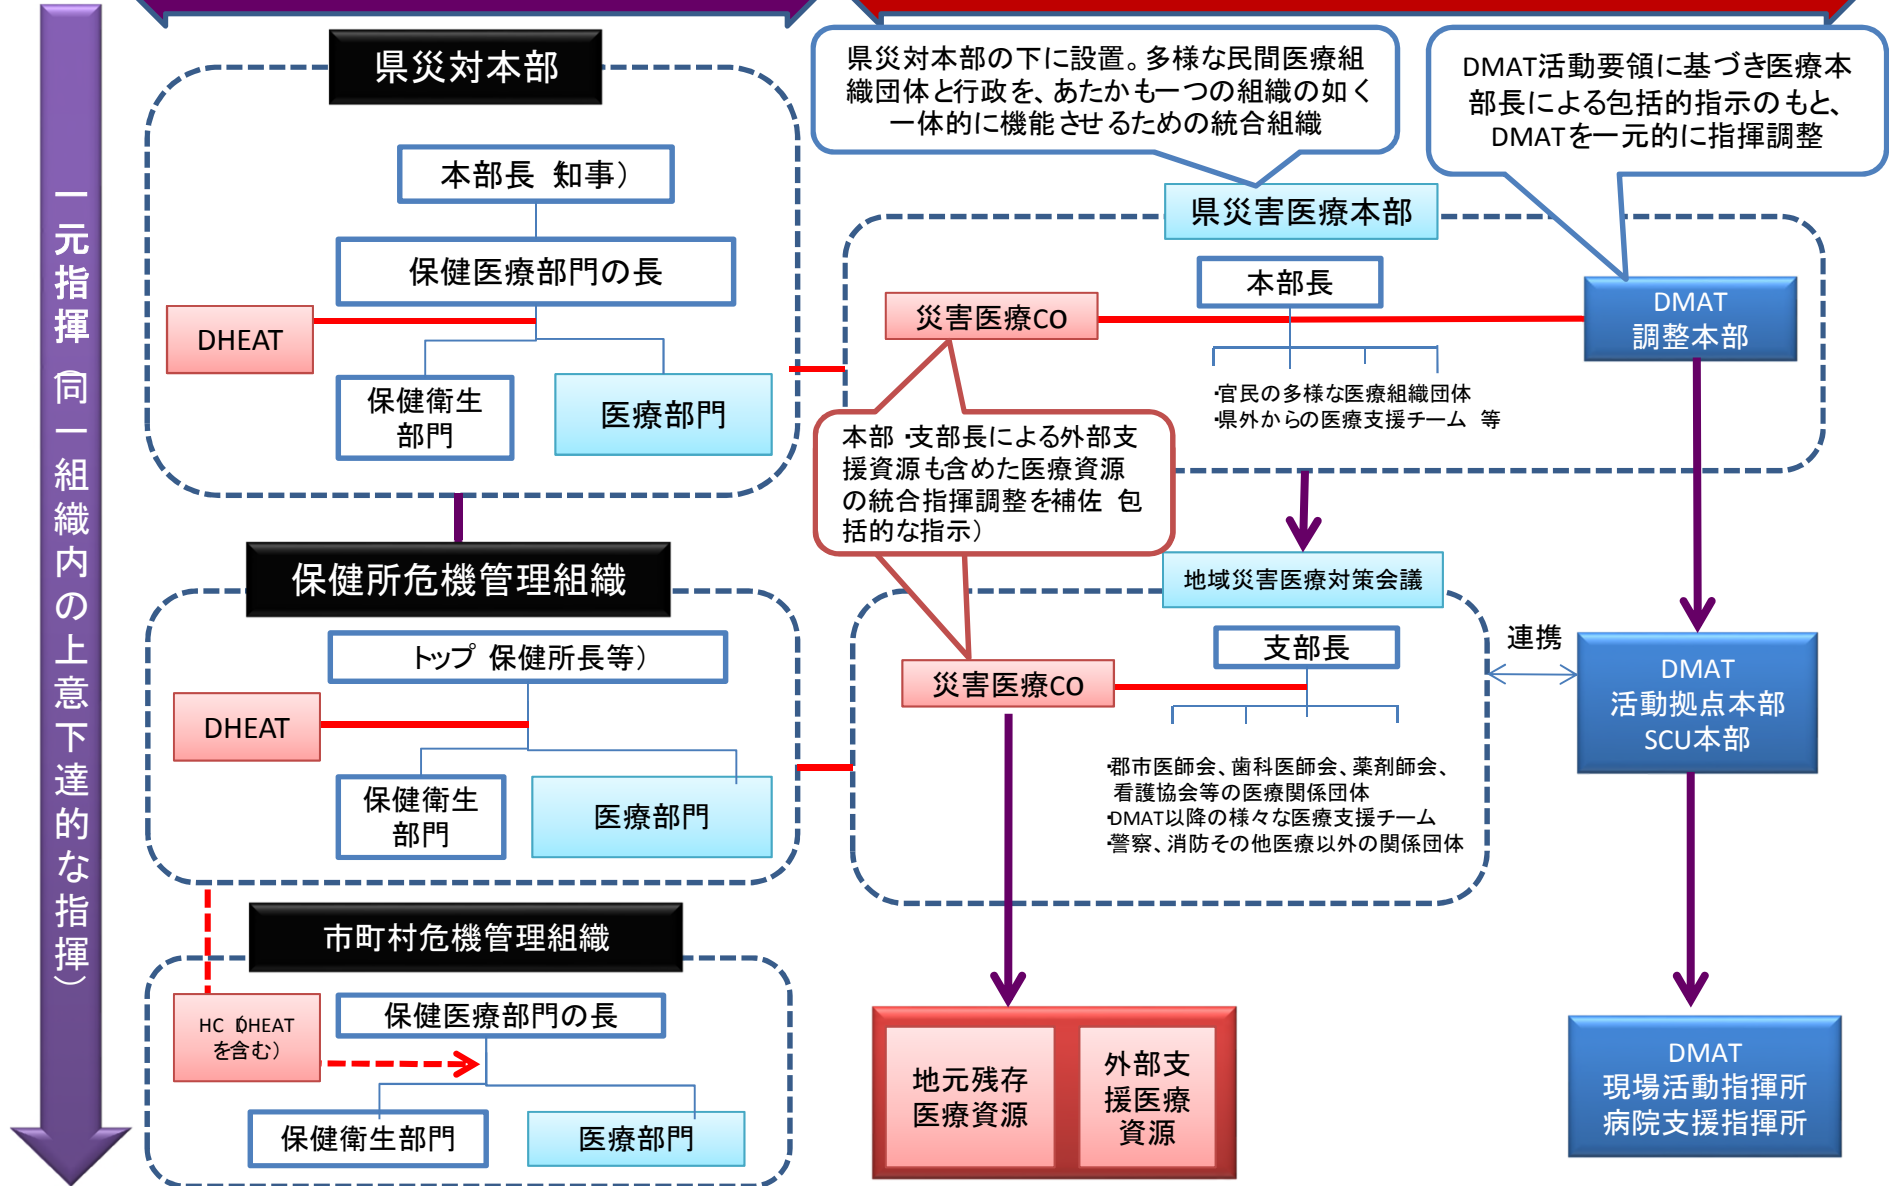 県災対本部
本部長 (知事)
保健医療部門の長
DHEAT
保健衛生
部門
医療部門
県災対本部の下に設置。多様な民間医療組
織団体と行政を、あたかも一つの組織の如く
一体的に機能させるための統合組織
DMAT活動要領に基づき医療本
部長による包括的指示のもと、
DMATを一元的に指揮調整
県災害医療本部
本部長
災害医療CO
DMAT
調整本部
・官民の多様な医療組織団体
・県外からの医療支援チーム 等
本部・支部長による外部支
援資源も含めた医療資源
の統合指揮調整を補佐(包
括的な指示)
一元指揮(同一組織内の上意下達的な指揮)
保健所危機管理組織
トップ(保健所長等)
DHEAT
保健衛生
部門
医療部門
地域災害医療対策会議
支部長
災害医療CO
・郡市医師会、歯科医師会、薬剤師会、
看護協会等の医療関係団体
・DMAT以降の様々な医療支援チーム
・警察、消防その他医療以外の関係団体
連携
DMAT
活動拠点本部
SCU本部
市町村危機管理組織
HC(DHEAT
を含む)
保健医療部門の長
保健衛生部門
医療部門
地元残存
医療資源
外部支
援医療
資源
DMAT
現場活動指揮所
病院支援指揮所